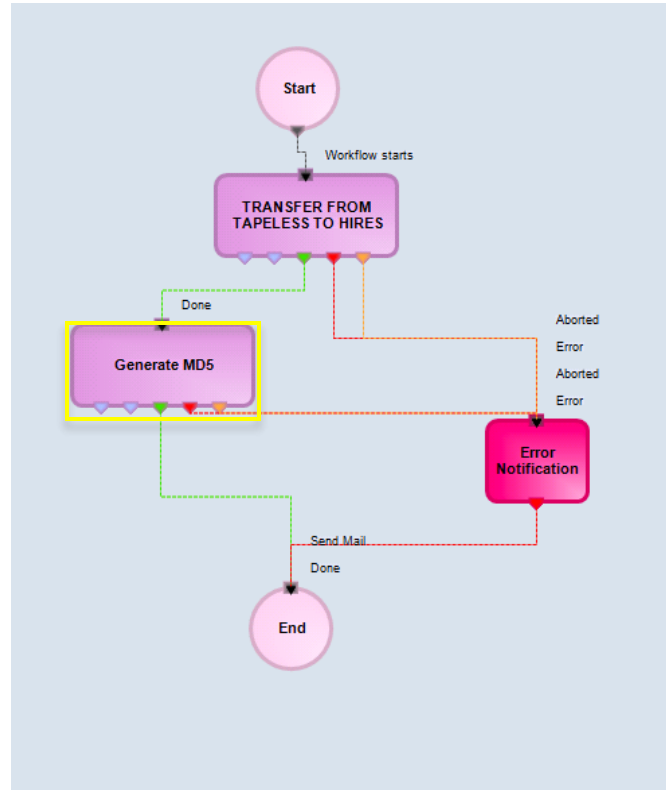 Start
Workflow starts
TRANSFER FROM
TAPELESS TO HIRES
Done
Aborted
Error
Aborted
Error
Generate MD5
Error
Notification
Send Mail
Done
End